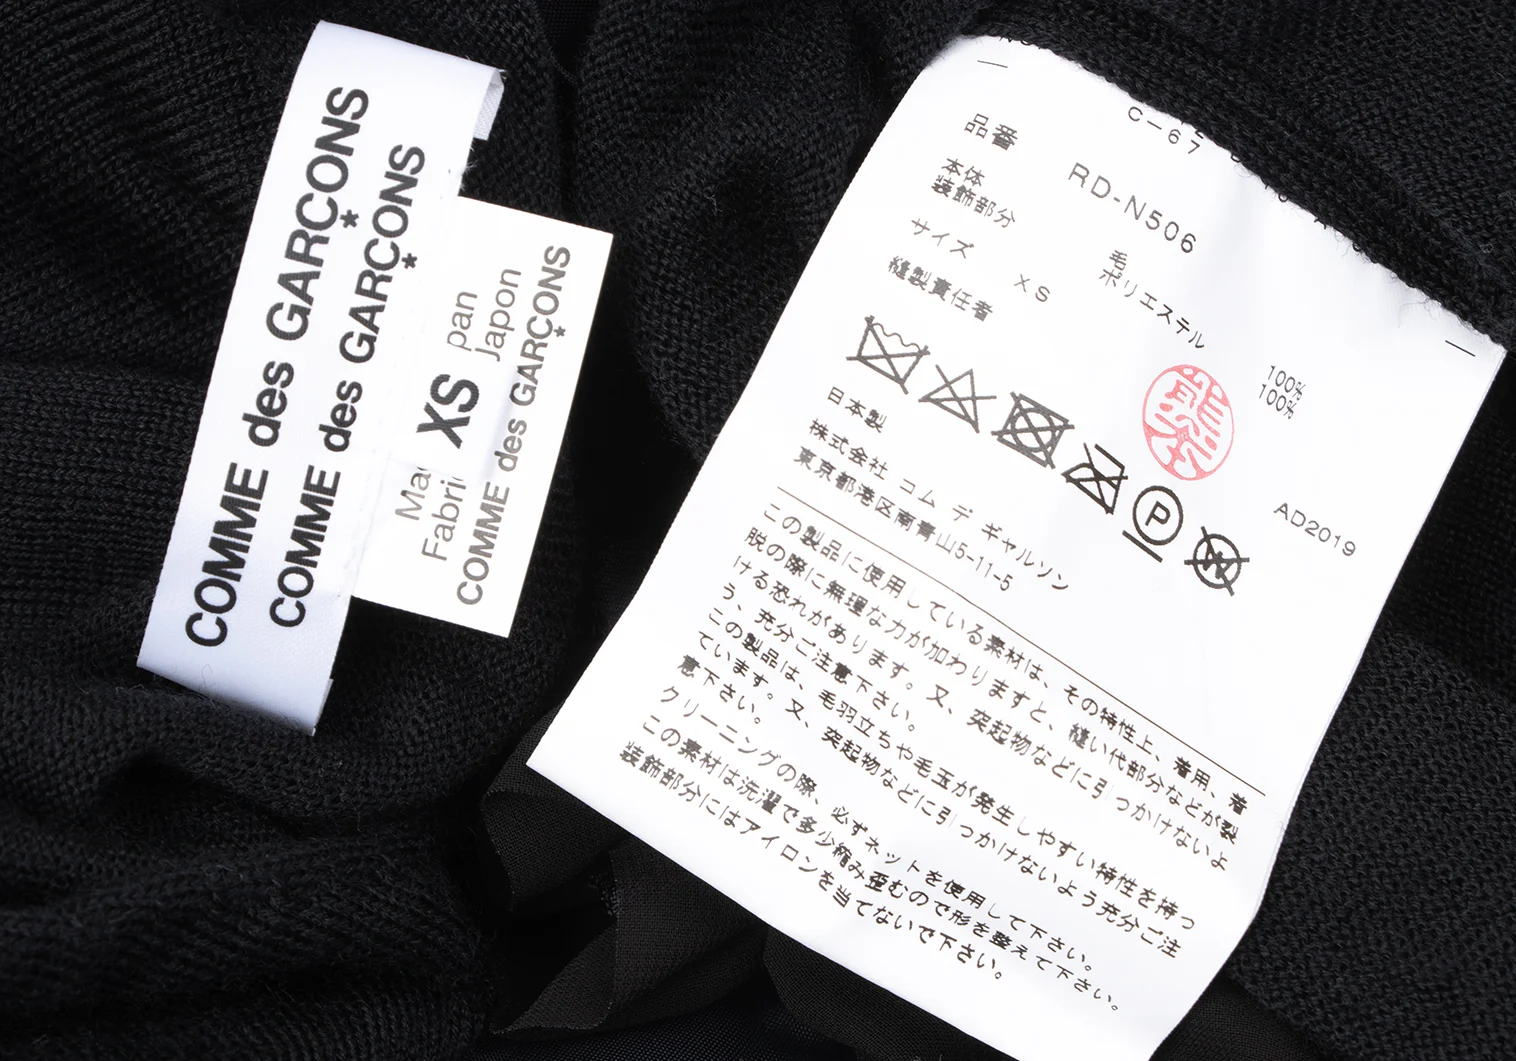 COMME des GARÇONS
COMME des GARÇONS
XS
pan
Japon
Fabri
COMME des GARÇONS
C-67
品番 RD-N506
本体 毛 100%
装飾部分 ポリエステル 100%
サイズ XS
縫製責任者
P
W
日本製
AD2019
株式会社 コム デ ギャルソン
東京都港区南青山5-11-5
この製品に使用している素材は、その特性上、着用、着
脱の際に無理な力が加わりますと、縫い代部分などが裂
ける恐れがあります。又、突起物などに引っかけないよ
う、充分ご注意下さい。
この製品は、毛羽立ちや毛玉が発生しやすい特性を持っ
ています。又、突起物などに引っかけないよう充分ご注
意下さい。
クリーニングの際、必ずネットを使用して下さい。
この素材は洗濯で多少縮み歪むので形を整えて下さい。
装飾部分にはアイロンを当てないで下さい。